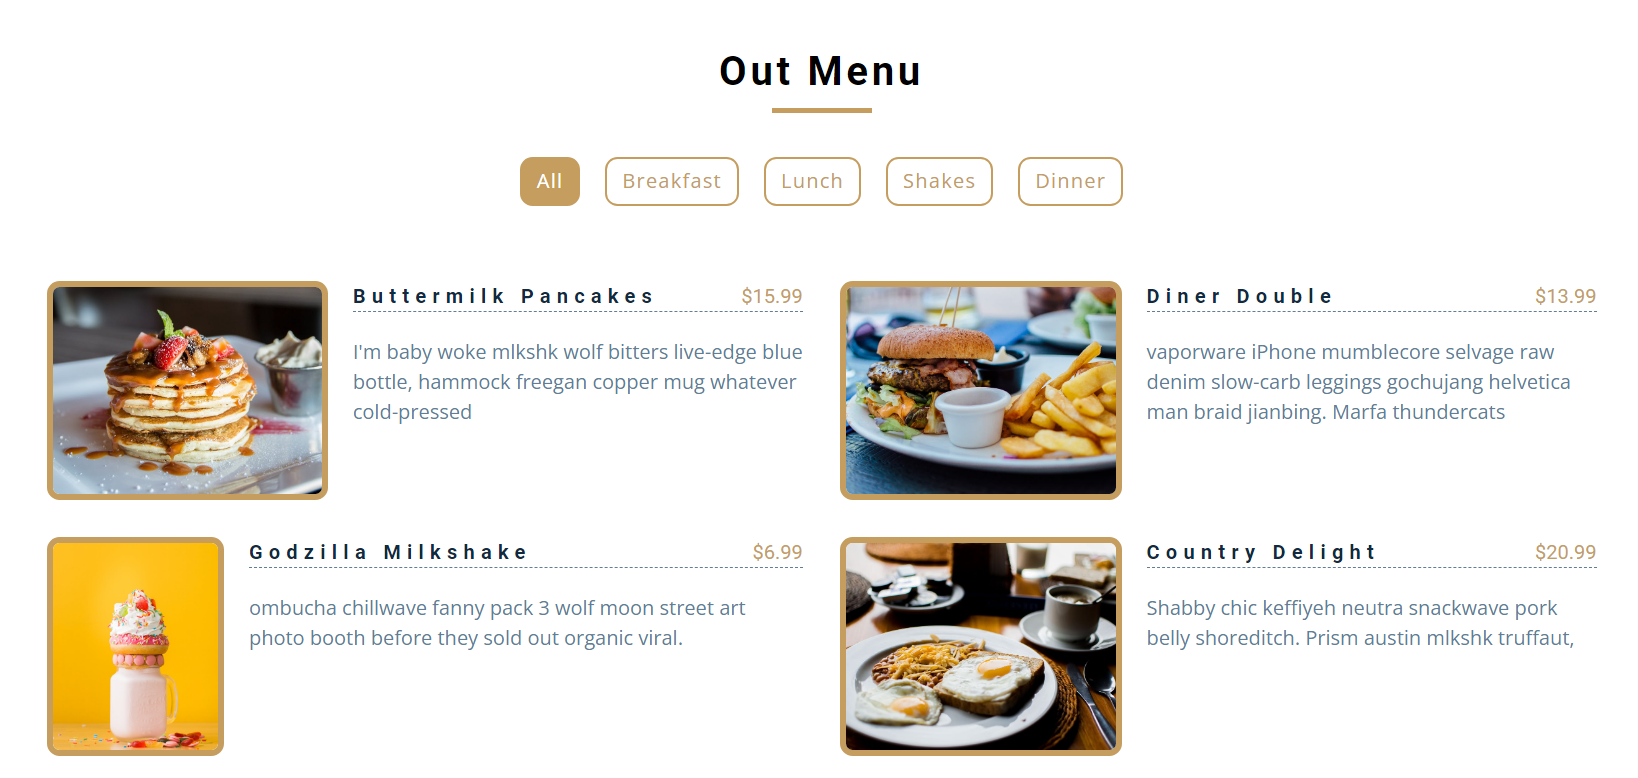 Out Menu
All
Breakfast
Lunch
Shakes
Dinner
Buttermilk Pancakes
$15.99
I'm baby woke mlkshk wolf bitters live-edge blue
bottle, hammock freegan copper mug whatever
cold-pressed
Diner Double
$13.99
vaporware iPhone mumblecore selvage raw
denim slow-carb leggings gochujang helvetica
man braid jianbing. Marfa thundercats
Godzilla Milkshake
$6.99
ombucha chillwave fanny pack 3 wolf moon street art
photo booth before they sold out organic viral.
Country Delight
$20.99
Shabby chic keffiyeh neutra snackwave pork
belly shoreditch. Prism austin mlkshk truffaut,